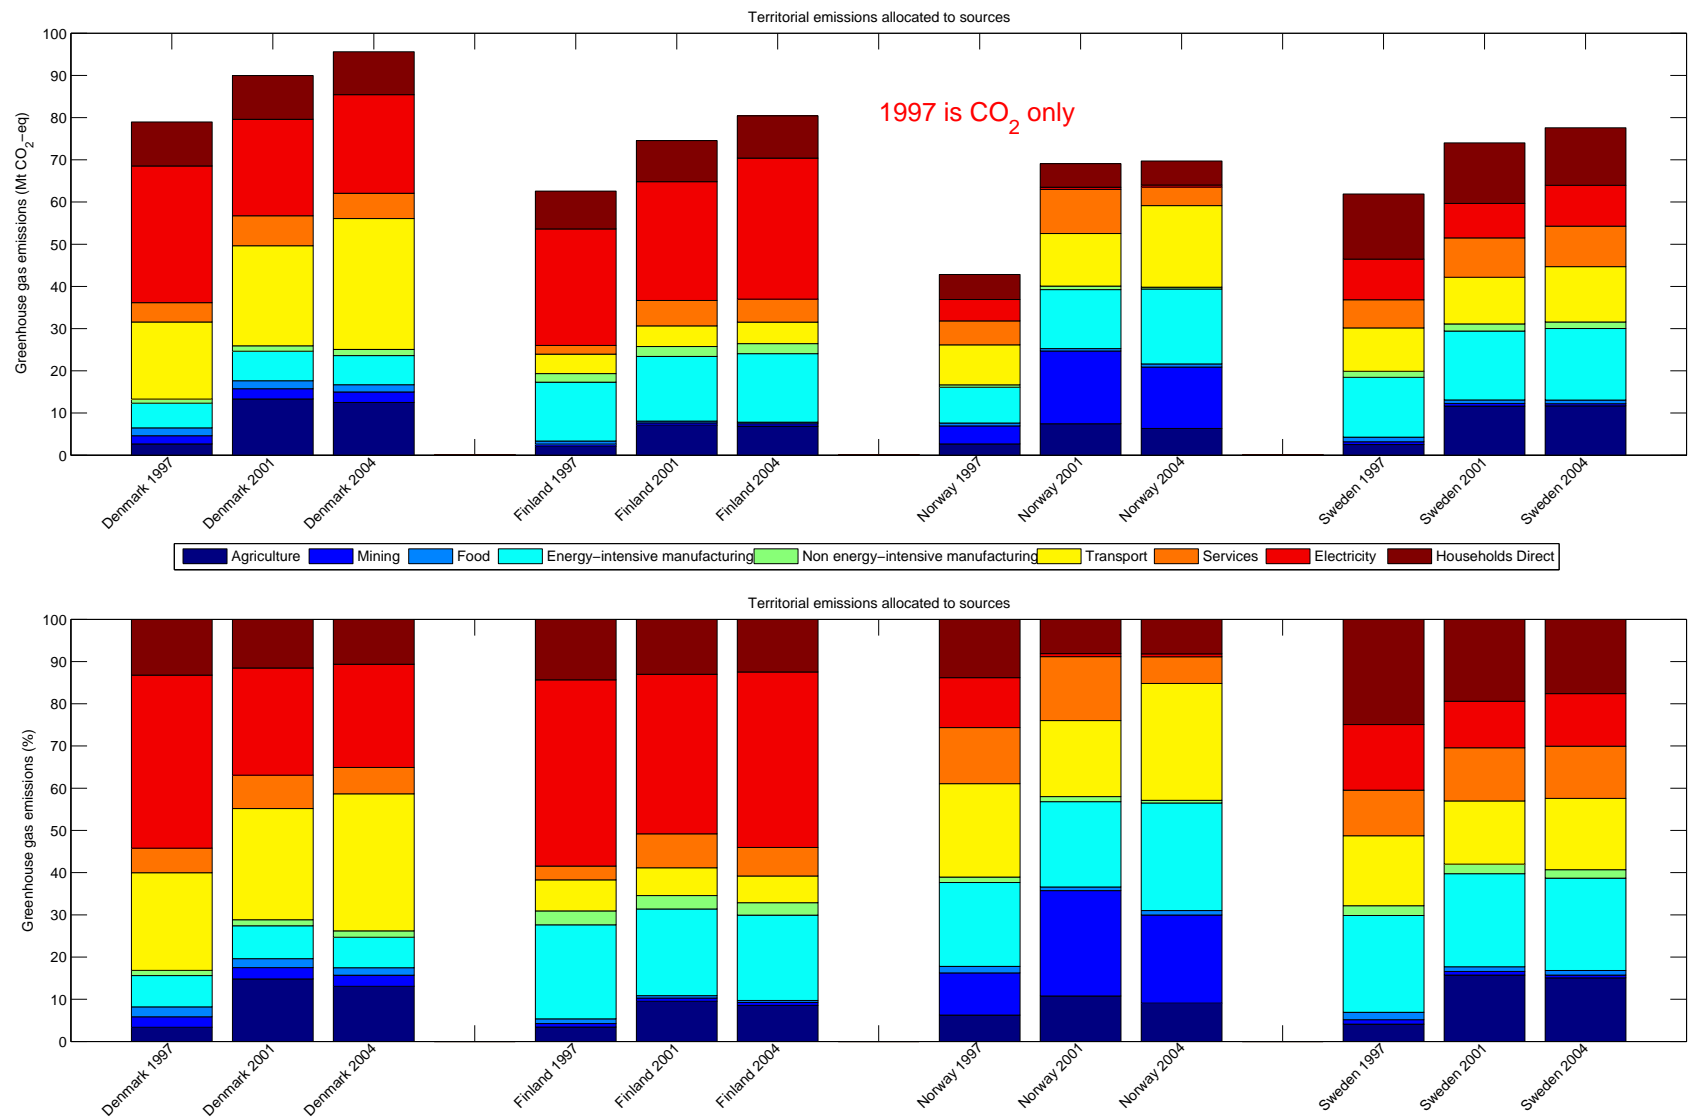 Territorial emissions allocated to sources
Greenhouse gas emissions (Mt CO2−eq)
100
90
80
70
60
50
40
30
20
10
0
1997 is CO2 only
Denmark 1997
Denmark 2001
Denmark 2004
Finland 1997
Finland 2001
Finland 2004
Norway 1997
Norway 2001
Norway 2004
Sweden 1997
Sweden 2001
Sweden 2004
Agriculture Mining Food Energy−intensive manufacturing Non energy−intensive manufacturing Transport Services Electricity Households Direct
Territorial emissions allocated to sources
Greenhouse gas emissions (%)
100
90
80
70
60
50
40
30
20
10
0
Denmark 1997
Denmark 2001
Denmark 2004
Finland 1997
Finland 2001
Finland 2004
Norway 1997
Norway 2001
Norway 2004
Sweden 1997
Sweden 2001
Sweden 2004